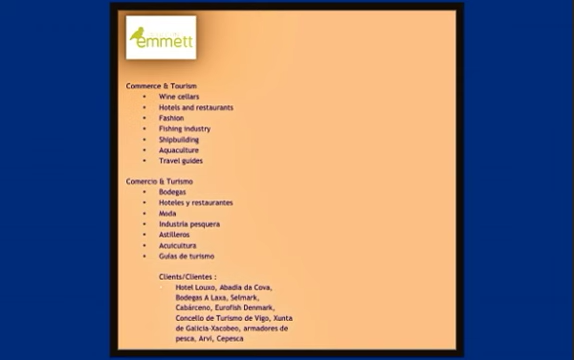 emmett
Commerce & Tourism
• Wine cellars
• Hotels and restaurants
• Fashion
• Fishing industry
• Shipbuilding
• Aquaculture
• Travel guides
Comercio & Turismo
• Bodegas
• Hoteles y restaurantes
• Moda
• Industria pesquera
• Astilleros
• Acuicultura
• Guías de turismo
Clients/Clientes :
Hotel Louxo, Abadía da Cova,
Bodegas A Laxa, Selmark,
Cabárceno, Eurofish Denmark,
Concello de Turismo de Vigo, Xunta
de Galicia-Xacobeo, armadores de
pesca, Arvi, Cepesca